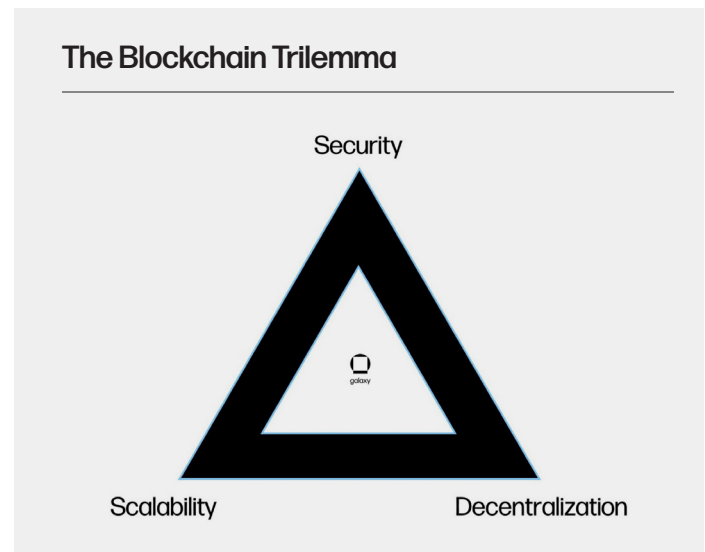 The Blockchain Trilemma
Security
galaxy
Scalability
Decentralization